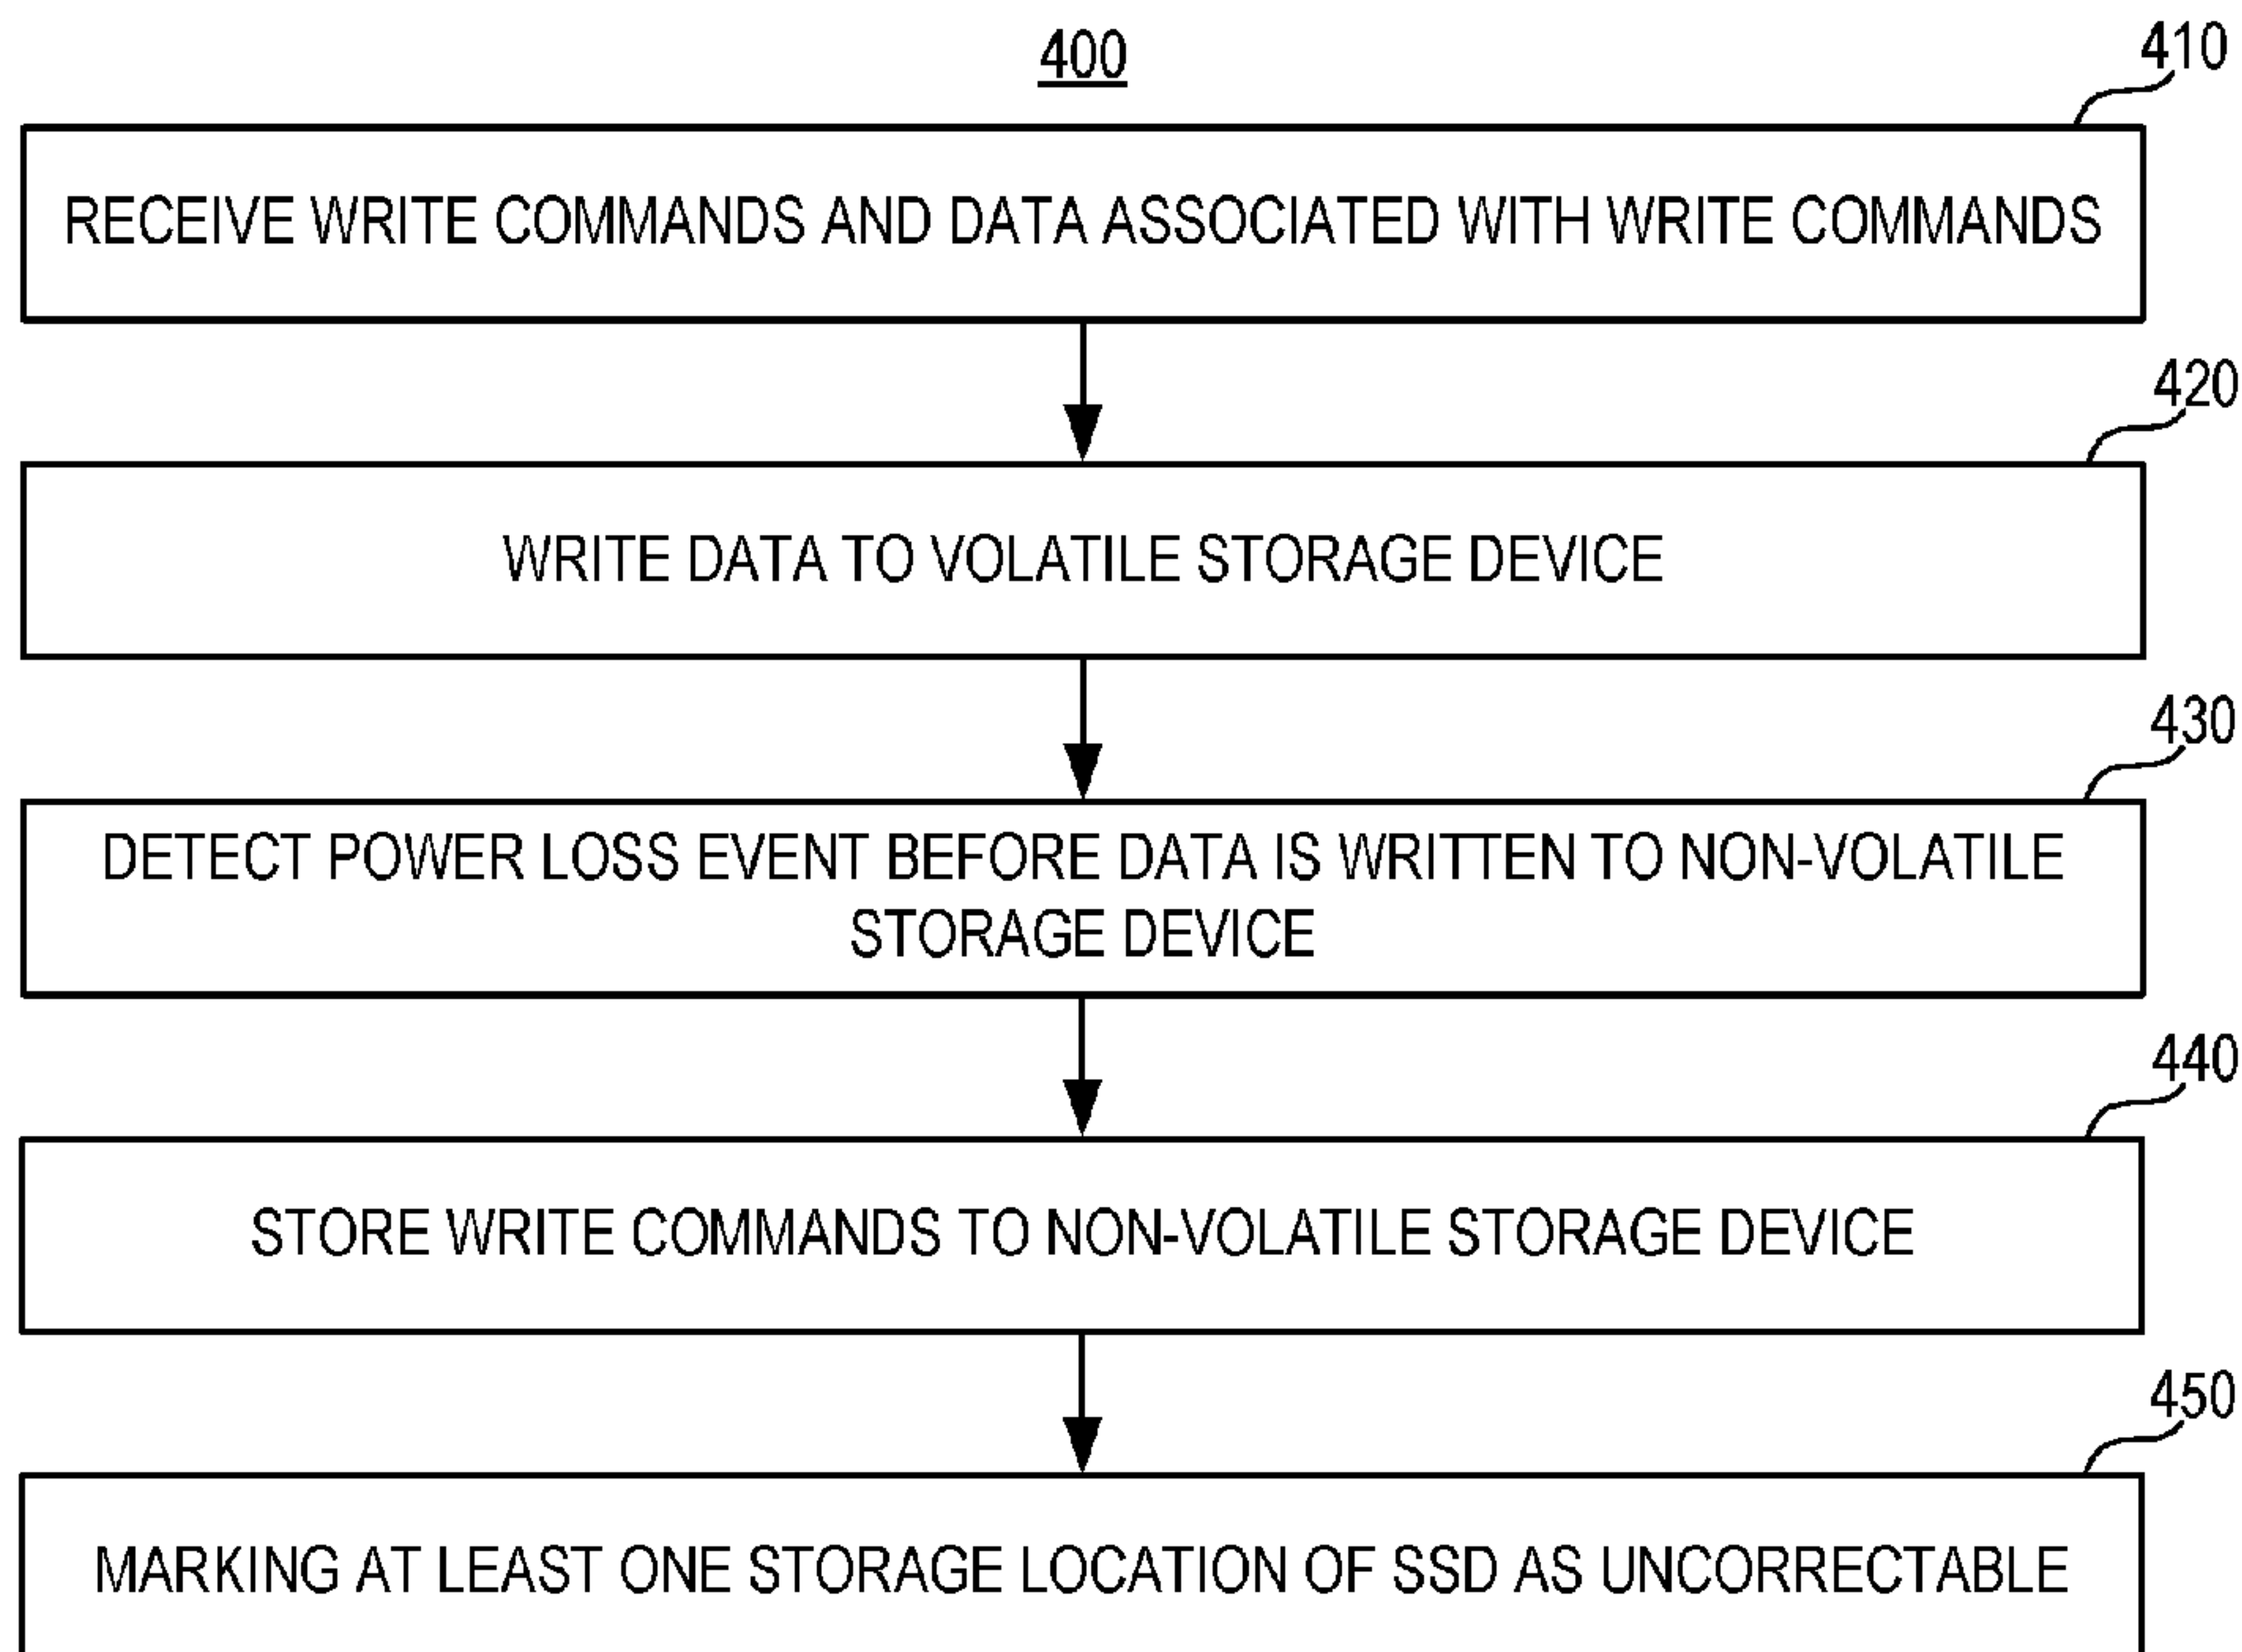 400
410
RECEIVE WRITE COMMANDS AND DATA ASSOCIATED WITH WRITE COMMANDS
420
WRITE DATA TO VOLATILE STORAGE DEVICE
430
DETECT POWER LOSS EVENT BEFORE DATA IS WRITTEN TO NON-VOLATILE
STORAGE DEVICE
440
STORE WRITE COMMANDS TO NON-VOLATILE STORAGE DEVICE
450
MARKING AT LEAST ONE STORAGE LOCATION OF SSD AS UNCORRECTABLE